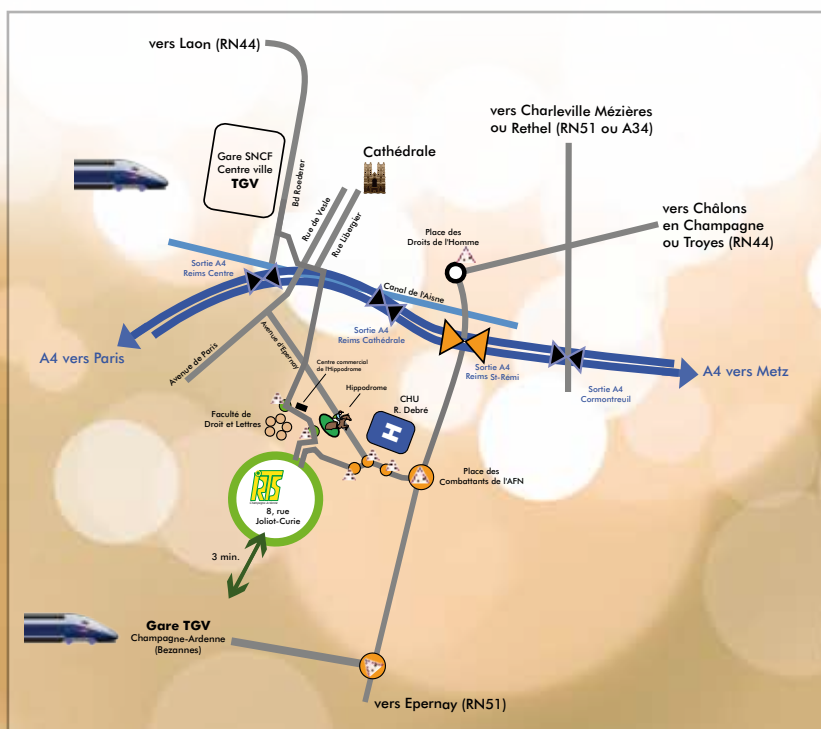 vers Laon (RN44)
vers Charleville Mézières
ou Rethel (RN51 ou A34)
Gare SNCF
Centre ville
TGV
Bd Roederer
Cathédrale
Rue de Vesle
Rue Libergier
Place des
Droits de l'Homme
vers Châlons
en Champagne
ou Troyes (RN44)
Sortie A4
Reims Centre
Canal de l'Aisne
Sortie A4
Reims Cathédrale
A4 vers Paris
Avenue de Paris
Avenue d'Epernay
Sortie A4
Reims St-Rémi
A4 vers Metz
Sortie A4
Cormontreuil
Centre commercial
de l'Hippodrome
Hippodrome
CHU
R. Debré
H
Faculté de
Droit et Lettres
Place des
Combattants de l'AFN
IRTS
Champagne-Ardenne
8, rue
Joliot-Curie
3 min.
Gare TGV
Champagne-Ardenne
(Bezannes)
vers Epernay (RN51)